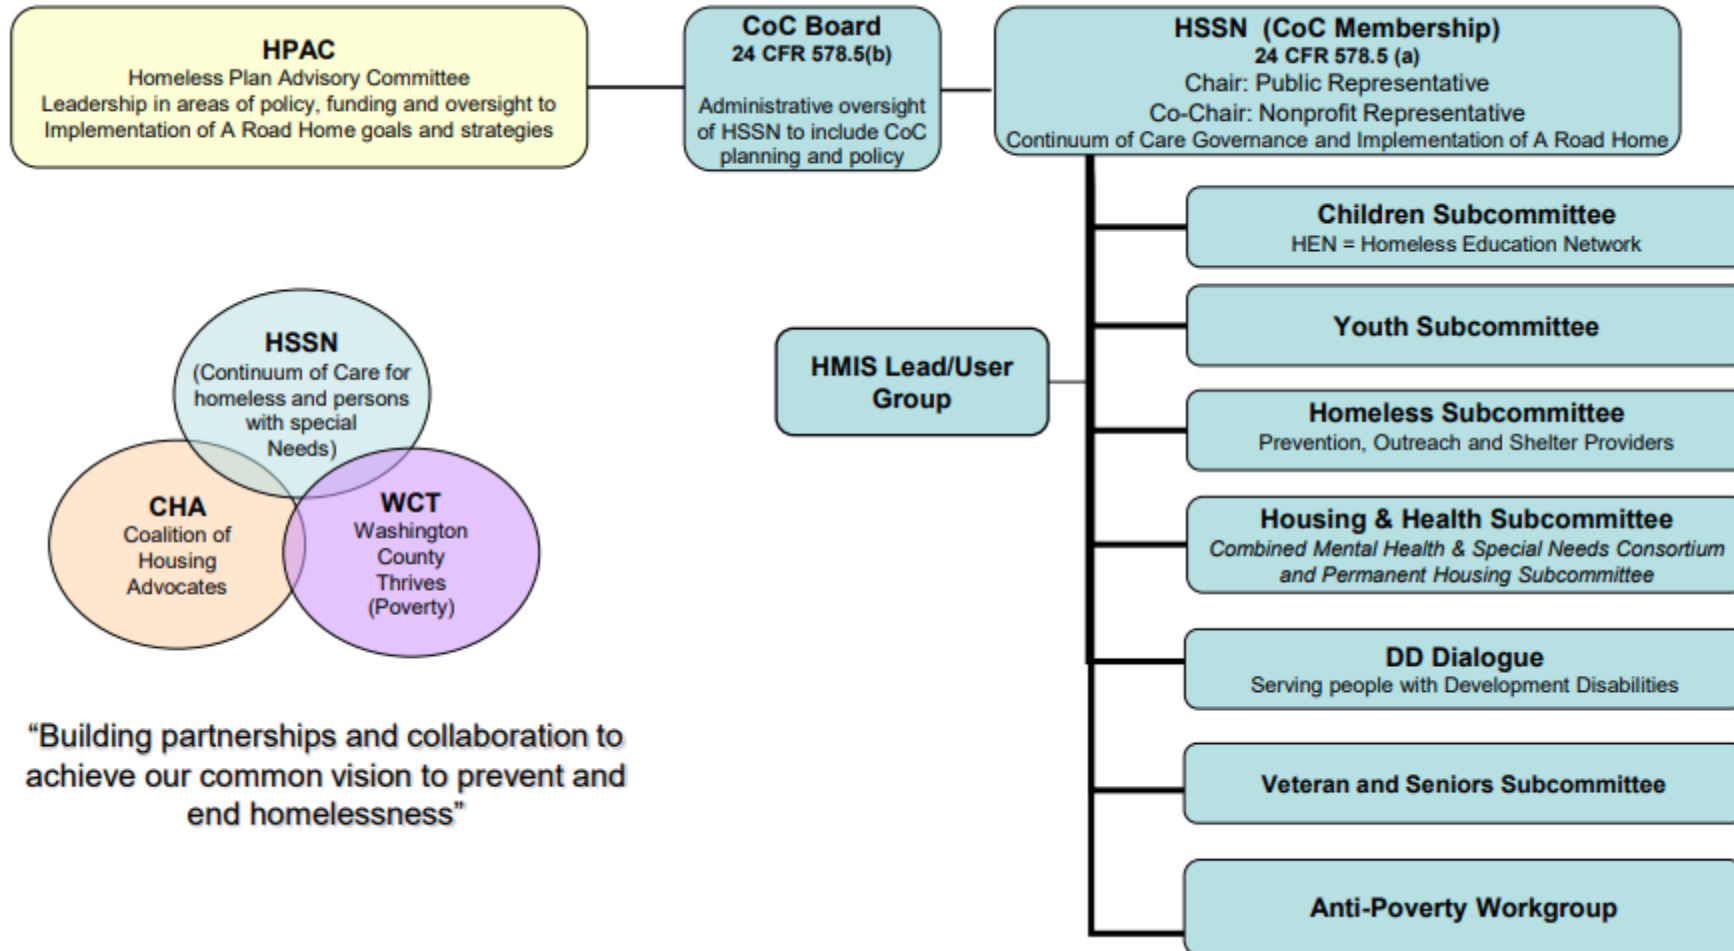 HPAC
Homeless Plan Advisory Committee
Leadership in areas of policy, funding and oversight to
Implementation of A Road Home goals and strategies
CoC Board
24 CFR 578.5(b)
Administrative oversight
of HSSN to include CoC
planning and policy
HSSN (CoC Membership)
24 CFR 578.5 (a)
Chair: Public Representative
Co-Chair: Nonprofit Representative
Continuum of Care Governance and Implementation of A Road Home
Children Subcommittee
HEN = Homeless Education Network
Youth Subcommittee
HMIS Lead/User
Group
Homeless Subcommittee
Prevention, Outreach and Shelter Providers
Housing & Health Subcommittee
Combined Mental Health & Special Needs Consortium
and Permanent Housing Subcommittee
DD Dialogue
Serving people with Development Disabilities
Veteran and Seniors Subcommittee
Anti-Poverty Workgroup
HSSN
(Continuum of Care for
homeless and persons
with special
Needs)
CHA
Coalition of
Housing
Advocates
WCT
Washington
County
Thrives
(Poverty)
“Building partnerships and collaboration to
achieve our common vision to prevent and
end homelessness”